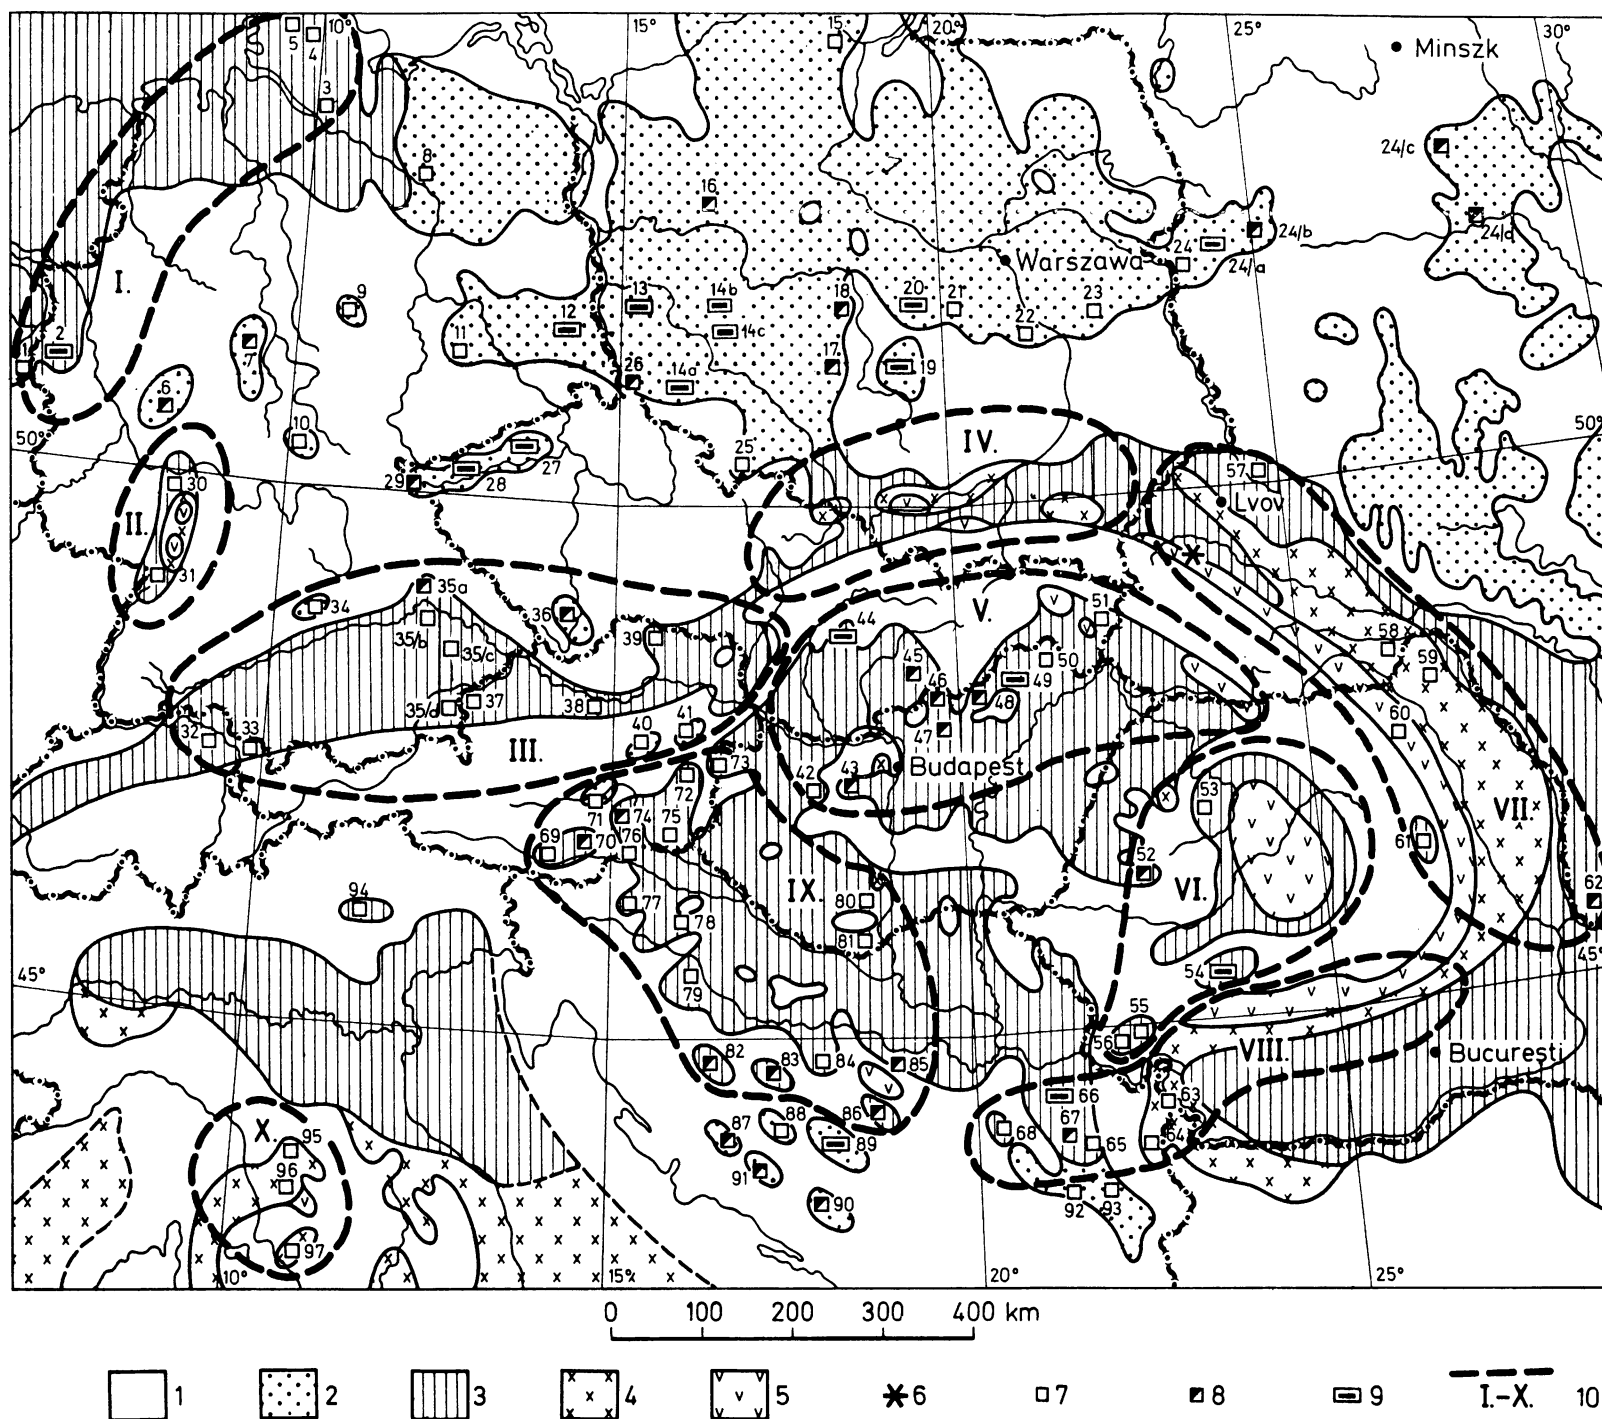 5 4 10° 15° 15 20° 25° 30°
Minszk
3
24/c
8
16
24/d
24 24/b
Warszawa 24/a
I.
9 13 14b 18 20 21 23
12 14c 22
1 2 7 11
17 19
26 14a
6
50° 10 IV. 50°
25
27
29 28
57
30
Lvov
II.
31
35a
V.
34 36 51
35/b 39 44 58
35/c 50 59
45
49
46
35/d 37 38 48
60
32 33 40 41 47
III.
73 Budapest
42 43
72 53 VII.
71 74 75
69 70 76 61
52
VI. 62
94 IX.
77 80
78
81
45° 54 45°
79
55
56
VIII. Bucureşti
82 83 84 85
66 63
86
X. 87 88 67
95 89 68 65 64
96 91
90 92 93
97
10° 15° 20° 25°
0 100 200 300 400 km
1 2 3 4 5 6 7 8 9 I.-X. 10